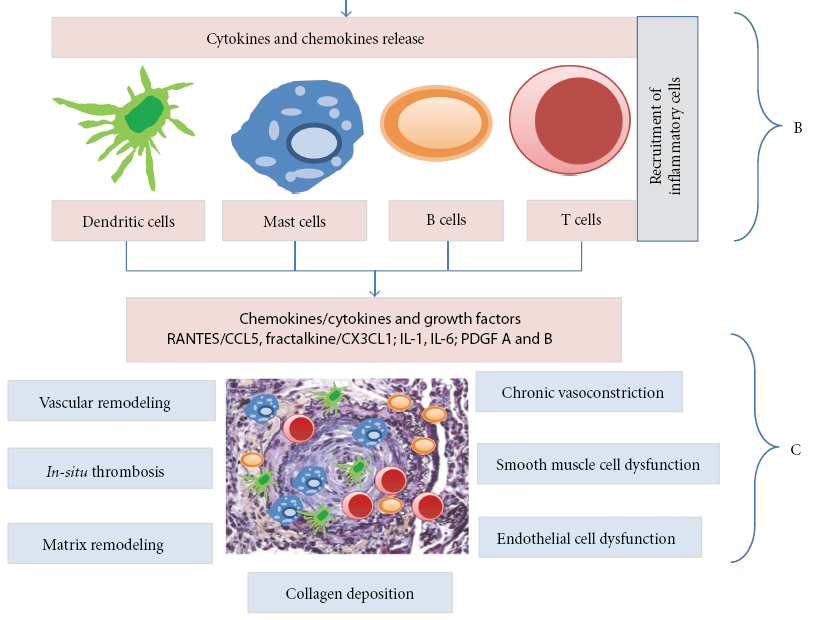 Cytokines and chemokines release
Recruitment of
inflammatory cells
B
Dendritic cells
Mast cells
B cells
T cells
Chemokines/cytokines and growth factors
RANTES/CCL5, fractalkine/CX3CL1; IL-1, IL-6; PDGF A and B
Vascular remodeling
Chronic vasoconstriction
In-situ thrombosis
Smooth muscle cell dysfunction
C
Matrix remodeling
Endothelial cell dysfunction
Collagen deposition